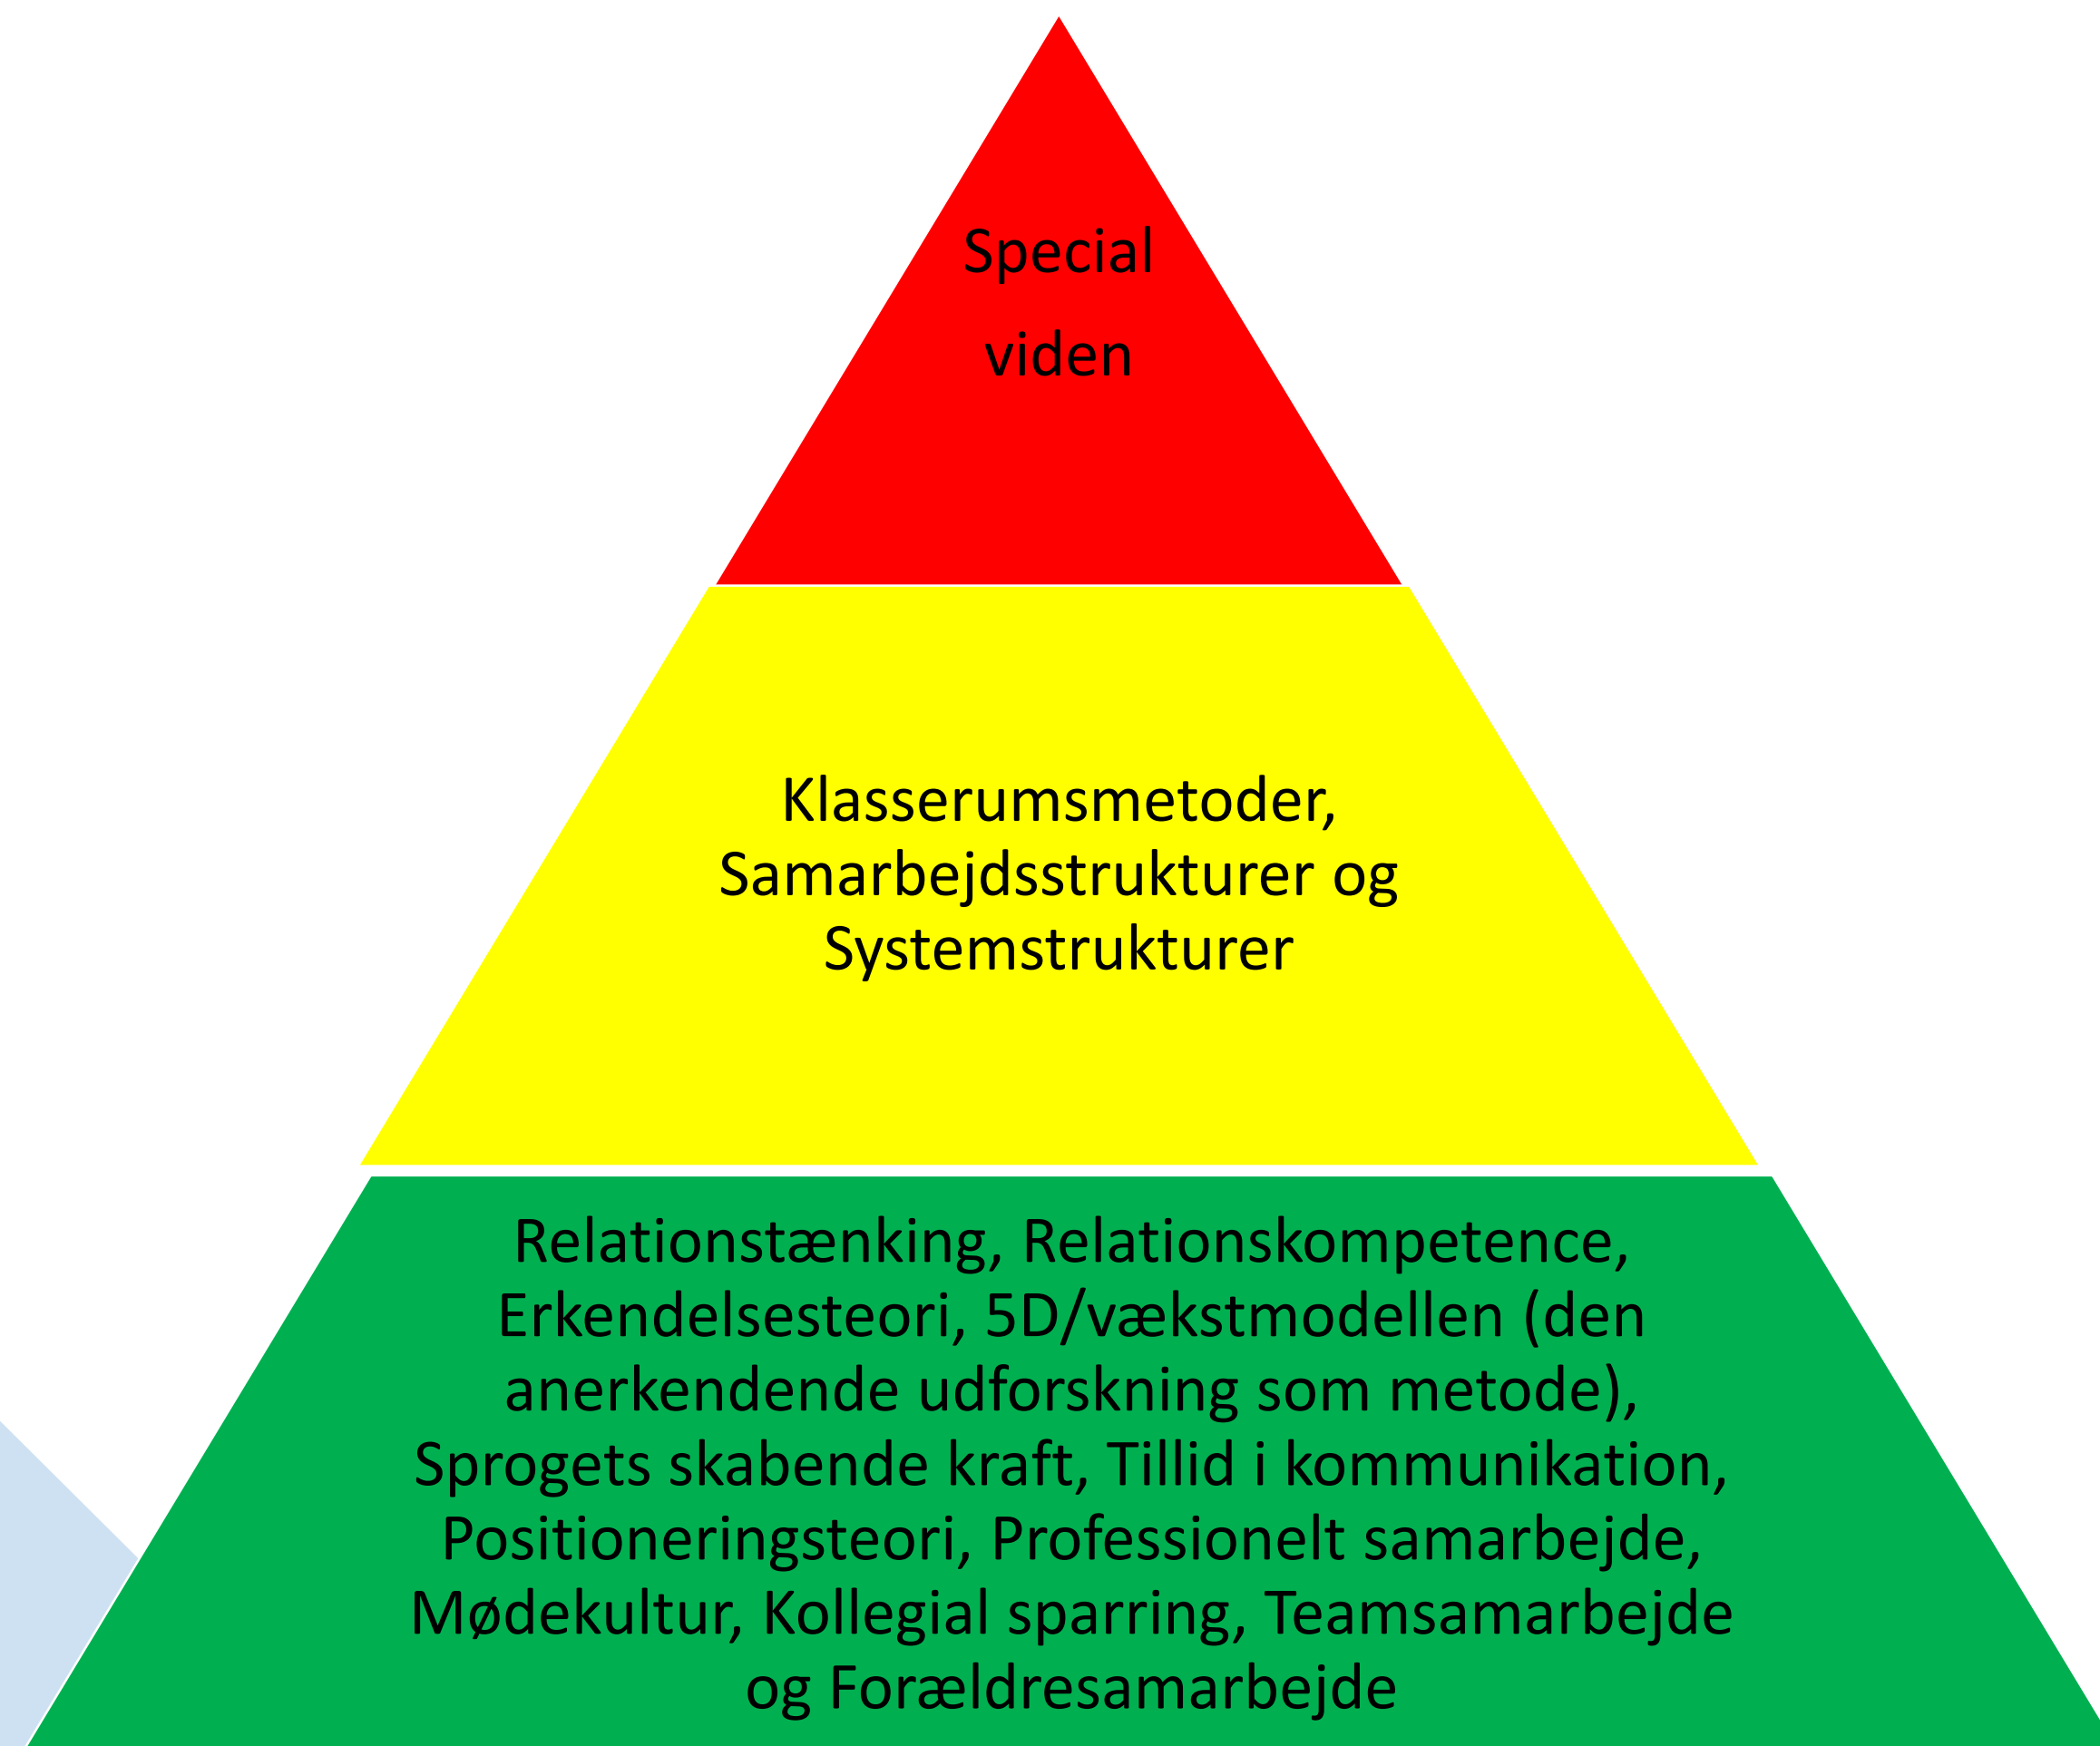 Special
viden
Klasserumsmetoder,
Samarbejdsstrukturer og
Systemstrukturer
Relationstænking, Relationskompetence,
Erkendelsesteori, 5D/vækstmodellen (den
anerkendende udforskning som metode),
Sprogets skabende kraft, Tillid i kommunikation,
Positioneringsteori, Professionelt samarbejde,
Mødekultur, Kollegial sparring, Teamsamarbejde
og Forældresamarbejde